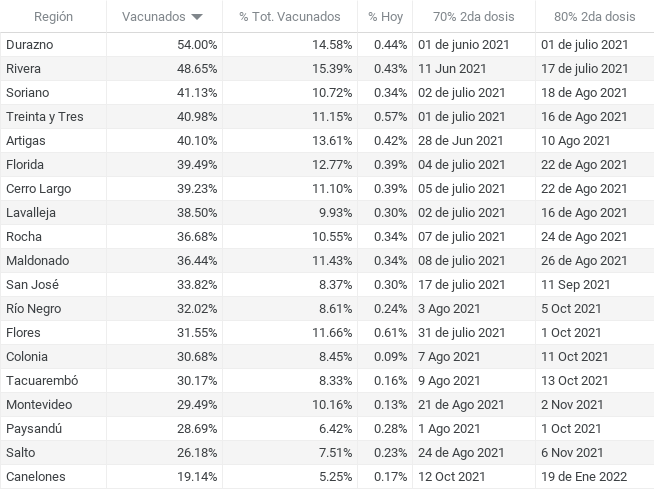 Región Vacunados % Tot. Vacunados % Hoy 70% 2da dosis 80% 2da dosis
Durazno 54.00% 14.58% 0.44% 01 de junio 2021 01 de julio 2021
Rivera 48.65% 15.39% 0.43% 11 Jun 2021 17 de julio 2021
Soriano 41.13% 10.72% 0.34% 02 de julio 2021 18 de Ago 2021
Treinta y Tres 40.98% 11.15% 0.57% 01 de julio 2021 16 de Ago 2021
Artigas 40.10% 13.61% 0.42% 28 de Jun 2021 10 Ago 2021
Florida 39.49% 12.77% 0.39% 04 de julio 2021 22 de Ago 2021
Cerro Largo 39.23% 11.10% 0.39% 05 de julio 2021 22 de Ago 2021
Lavalleja 38.50% 9.93% 0.30% 02 de julio 2021 16 de Ago 2021
Rocha 36.68% 10.55% 0.34% 07 de julio 2021 24 de Ago 2021
Maldonado 36.44% 11.43% 0.34% 08 de julio 2021 26 de Ago 2021
San José 33.82% 8.37% 0.30% 17 de julio 2021 11 Sep 2021
Río Negro 32.02% 8.61% 0.24% 3 Ago 2021 5 Oct 2021
Flores 31.55% 11.66% 0.61% 31 de julio 2021 1 Oct 2021
Colonia 30.68% 8.45% 0.09% 7 Ago 2021 11 Oct 2021
Tacuarembó 30.17% 8.33% 0.16% 9 Ago 2021 13 Oct 2021
Montevideo 29.49% 10.16% 0.13% 21 de Ago 2021 2 Nov 2021
Paysandú 28.69% 6.42% 0.28% 1 Ago 2021 1 Oct 2021
Salto 26.18% 7.51% 0.23% 24 de Ago 2021 6 Nov 2021
Canelones 19.14% 5.25% 0.17% 12 Oct 2021 19 de Ene 2022